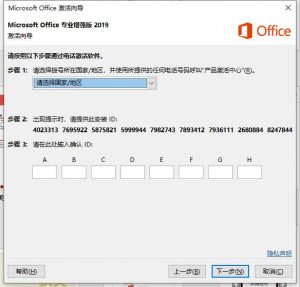 Microsoft Office 激活向导
Microsoft Office 专业增强版 2019
激活向导
Office
请按照以下步骤通过电话激活软件。
步骤 1: 请选择拨号所在国家/地区，并使用所提供的任何电话号码呼叫“产品激活中心”(R)。
请选择国家/地区
步骤 2: 出现提示时，请提供此安装 ID:
4023313 7695922 5875821 5999944 7982743 7893412 7936111 2680884 8247844
步骤 3: 请在此处输入确认 ID:
A B C D E F G H
隐私声明
帮助(H) 上一步(B) 下一步(N) 取消(C)